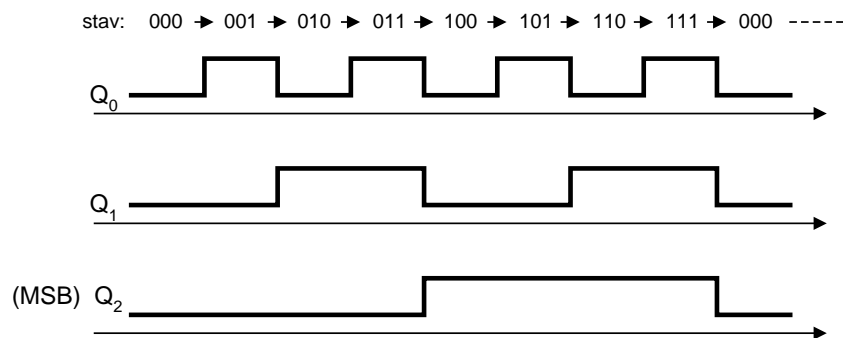 stav: 000 → 001 → 010 → 011 → 100 → 101 → 110 → 111 → 000
Q0
Q1
(MSB) Q2